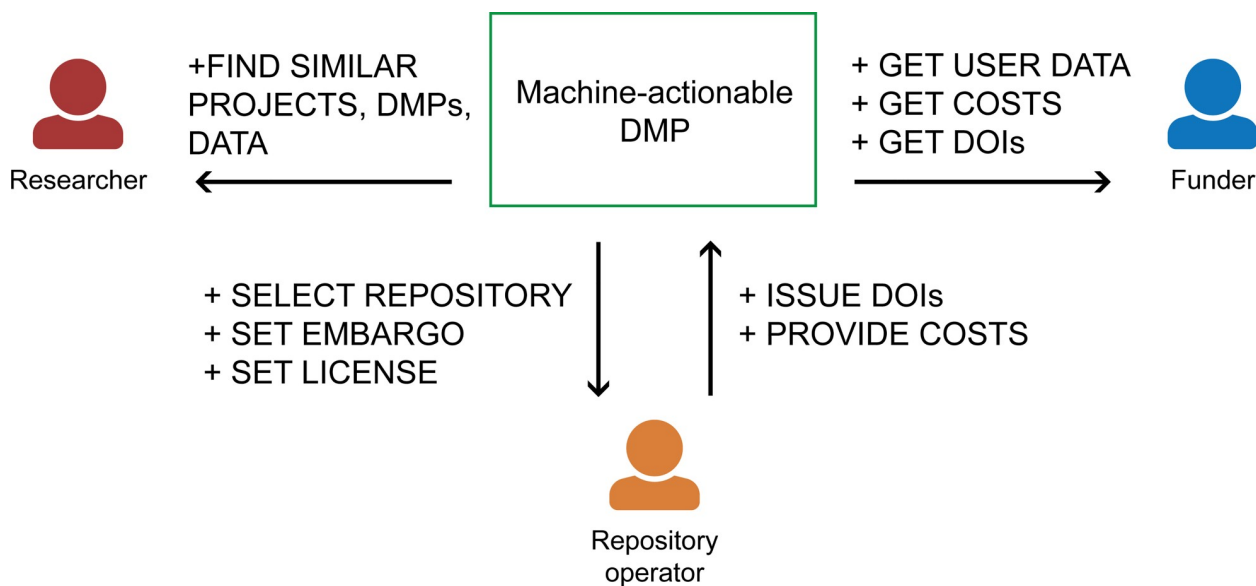 +FIND SIMILAR
PROJECTS, DMPs,
DATA
Researcher
Machine-actionable
DMP
+ GET USER DATA
+ GET COSTS
+ GET DOIs
Funder
+ SELECT REPOSITORY
+ SET EMBARGO
+ SET LICENSE
+ ISSUE DOIs
+ PROVIDE COSTS
Repository
operator